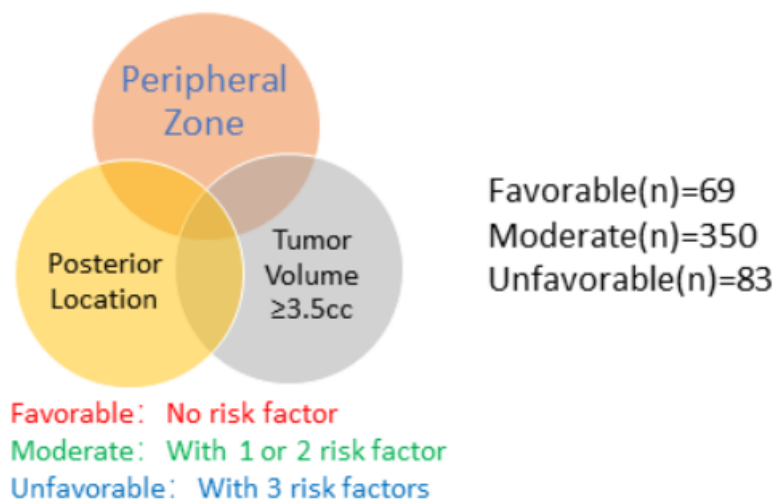 Peripheral
Zone
Posterior
Location
Tumor
Volume
≥3.5cc
Favorable(n)=69
Moderate(n)=350
Unfavorable(n)=83
Favorable： No risk factor
Moderate： With 1 or 2 risk factor
Unfavorable： With 3 risk factors